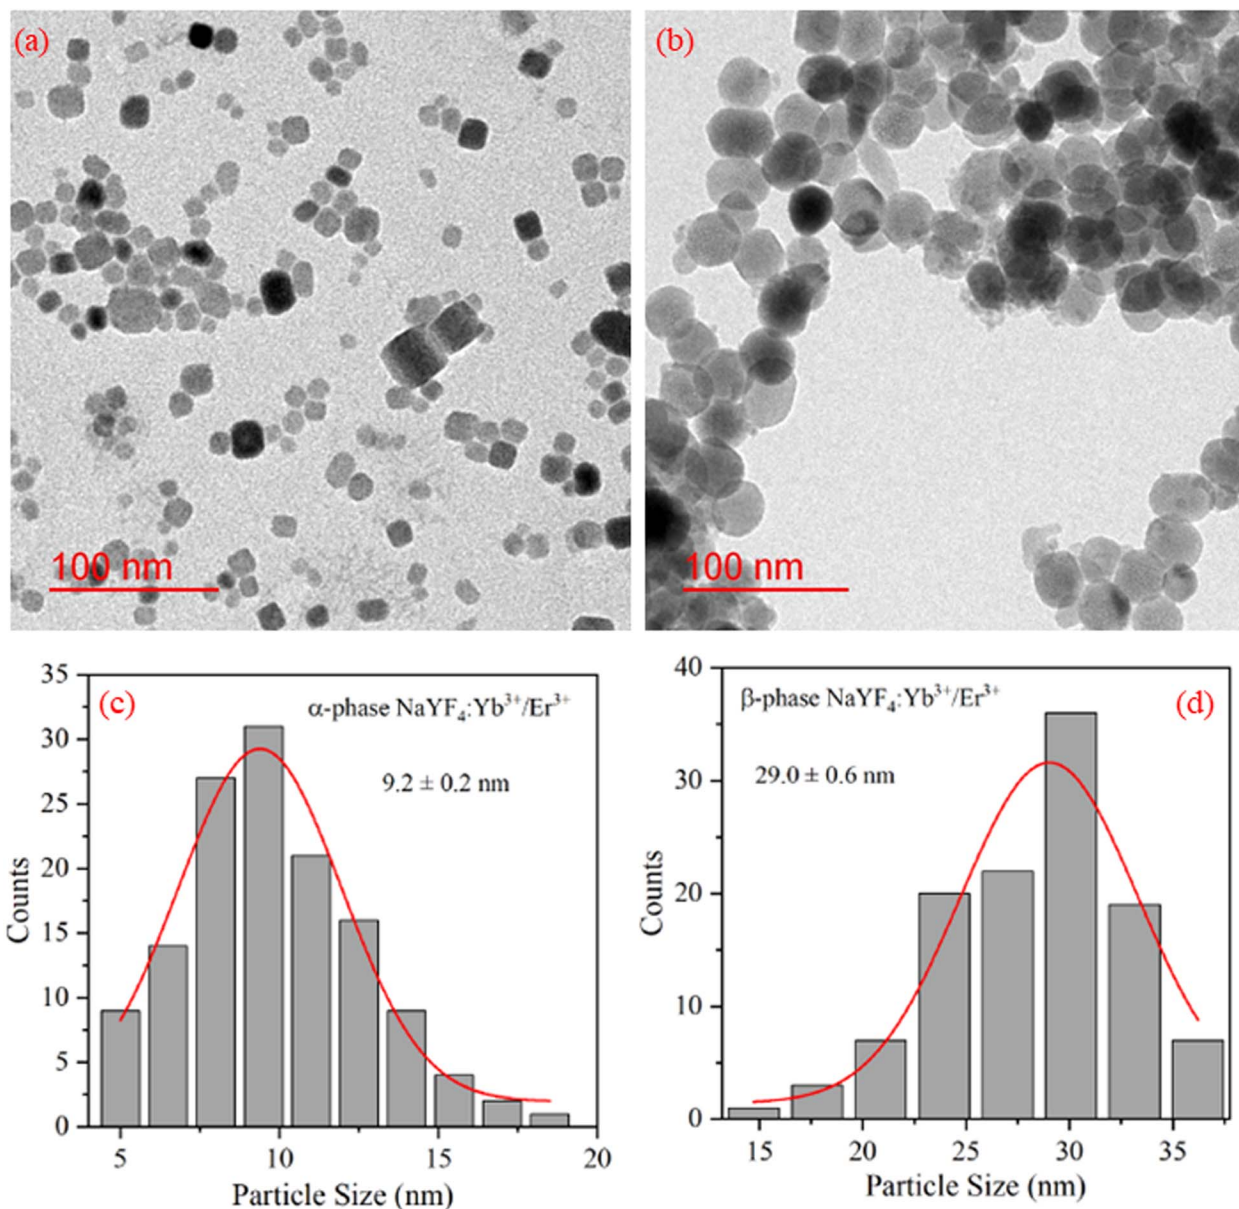 (a)
100 nm
(b)
100 nm
(c)
α-phase NaYF₄:Yb³⁺/Er³⁺
9.2 ± 0.2 nm
35
30
25
20
15
10
5
0
Counts
5 10 15 20
Particle Size (nm)
(d)
β-phase NaYF₄:Yb³⁺/Er³⁺
29.0 ± 0.6 nm
40
30
20
10
0
Counts
15 20 25 30 35
Particle Size (nm)